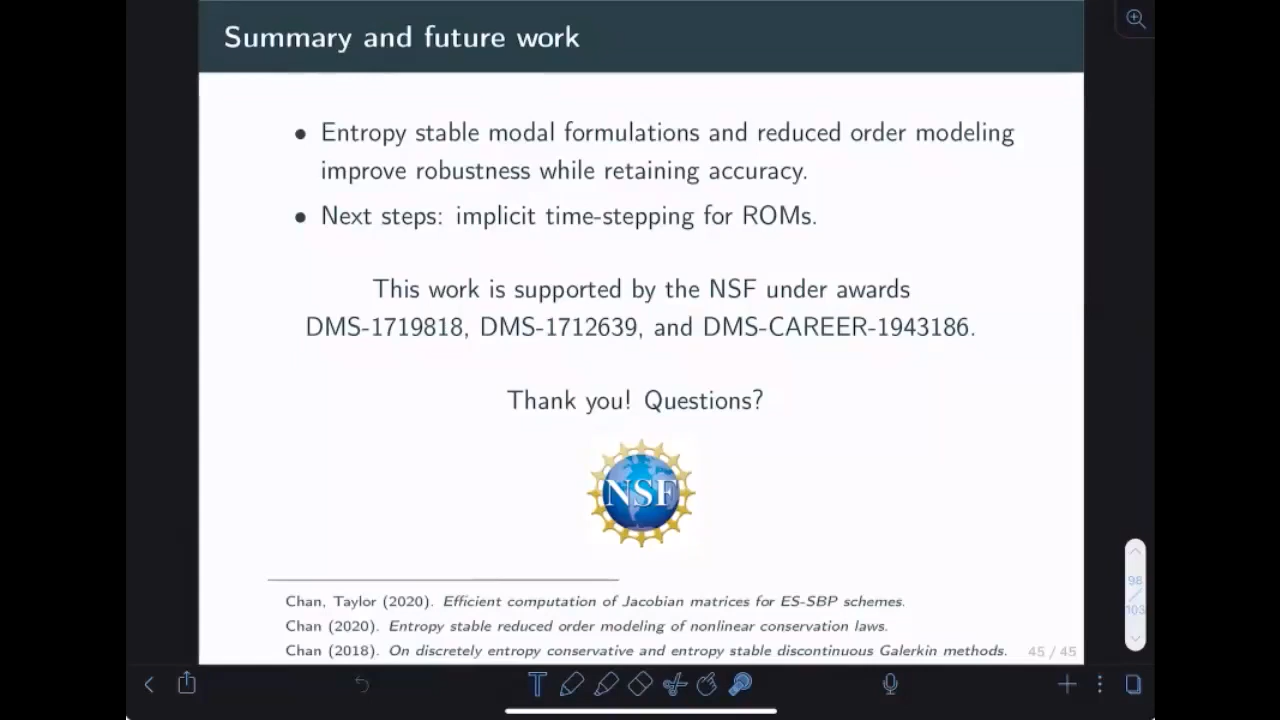 Summary and future work
• Entropy stable modal formulations and reduced order modeling
improve robustness while retaining accuracy.
• Next steps: implicit time-stepping for ROMs.
This work is supported by the NSF under awards
DMS-1719818, DMS-1712639, and DMS-CAREER-1943186.
Thank you! Questions?
NSF
98
/
103
Chan, Taylor (2020). Efficient computation of Jacobian matrices for ES-SBP schemes.
Chan (2020). Entropy stable reduced order modeling of nonlinear conservation laws.
Chan (2018). On discretely entropy conservative and entropy stable discontinuous Galerkin methods.
45 / 45